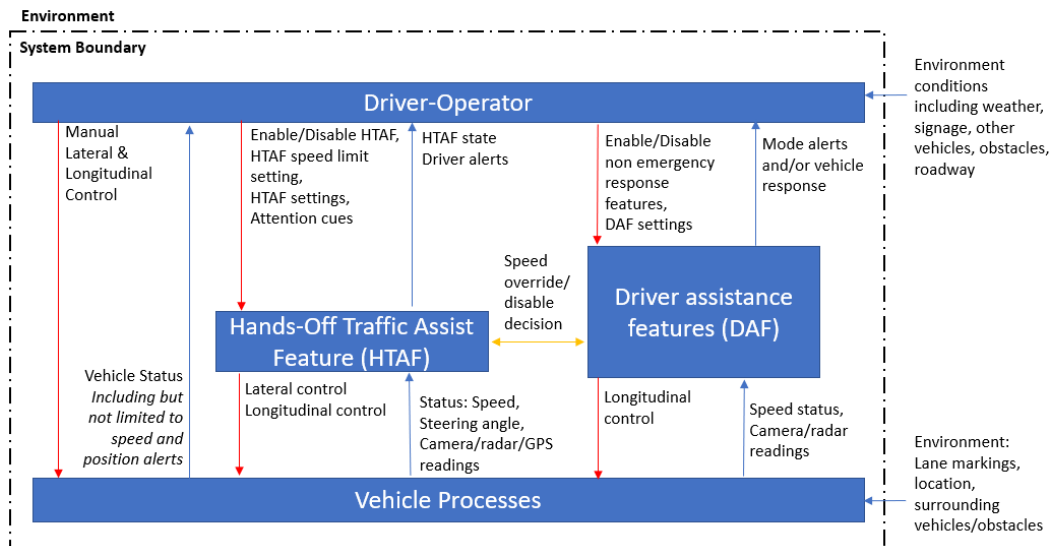 Environment
System Boundary
Driver-Operator
Environment
conditions
including weather,
signage, other
vehicles, obstacles,
roadway
Manual
Lateral &
Longitudinal
Control
Enable/Disable HTAF,
HTAF speed limit
setting,
HTAF settings,
Attention cues
HTAF state
Driver alerts
Enable/Disable
non emergency
response
features,
DAF settings
Mode alerts
and/or vehicle
response
Speed
override/
disable
decision
Hands-Off Traffic Assist
Feature (HTAF)
Driver assistance
features (DAF)
Vehicle Status
Including but
not limited to
speed and
position alerts
Lateral control
Longitudinal control
Status: Speed,
Steering angle,
Camera/radar/GPS
readings
Longitudinal
control
Speed status,
Camera/radar
readings
Environment:
Lane markings,
location,
surrounding
vehicles/obstacles
Vehicle Processes